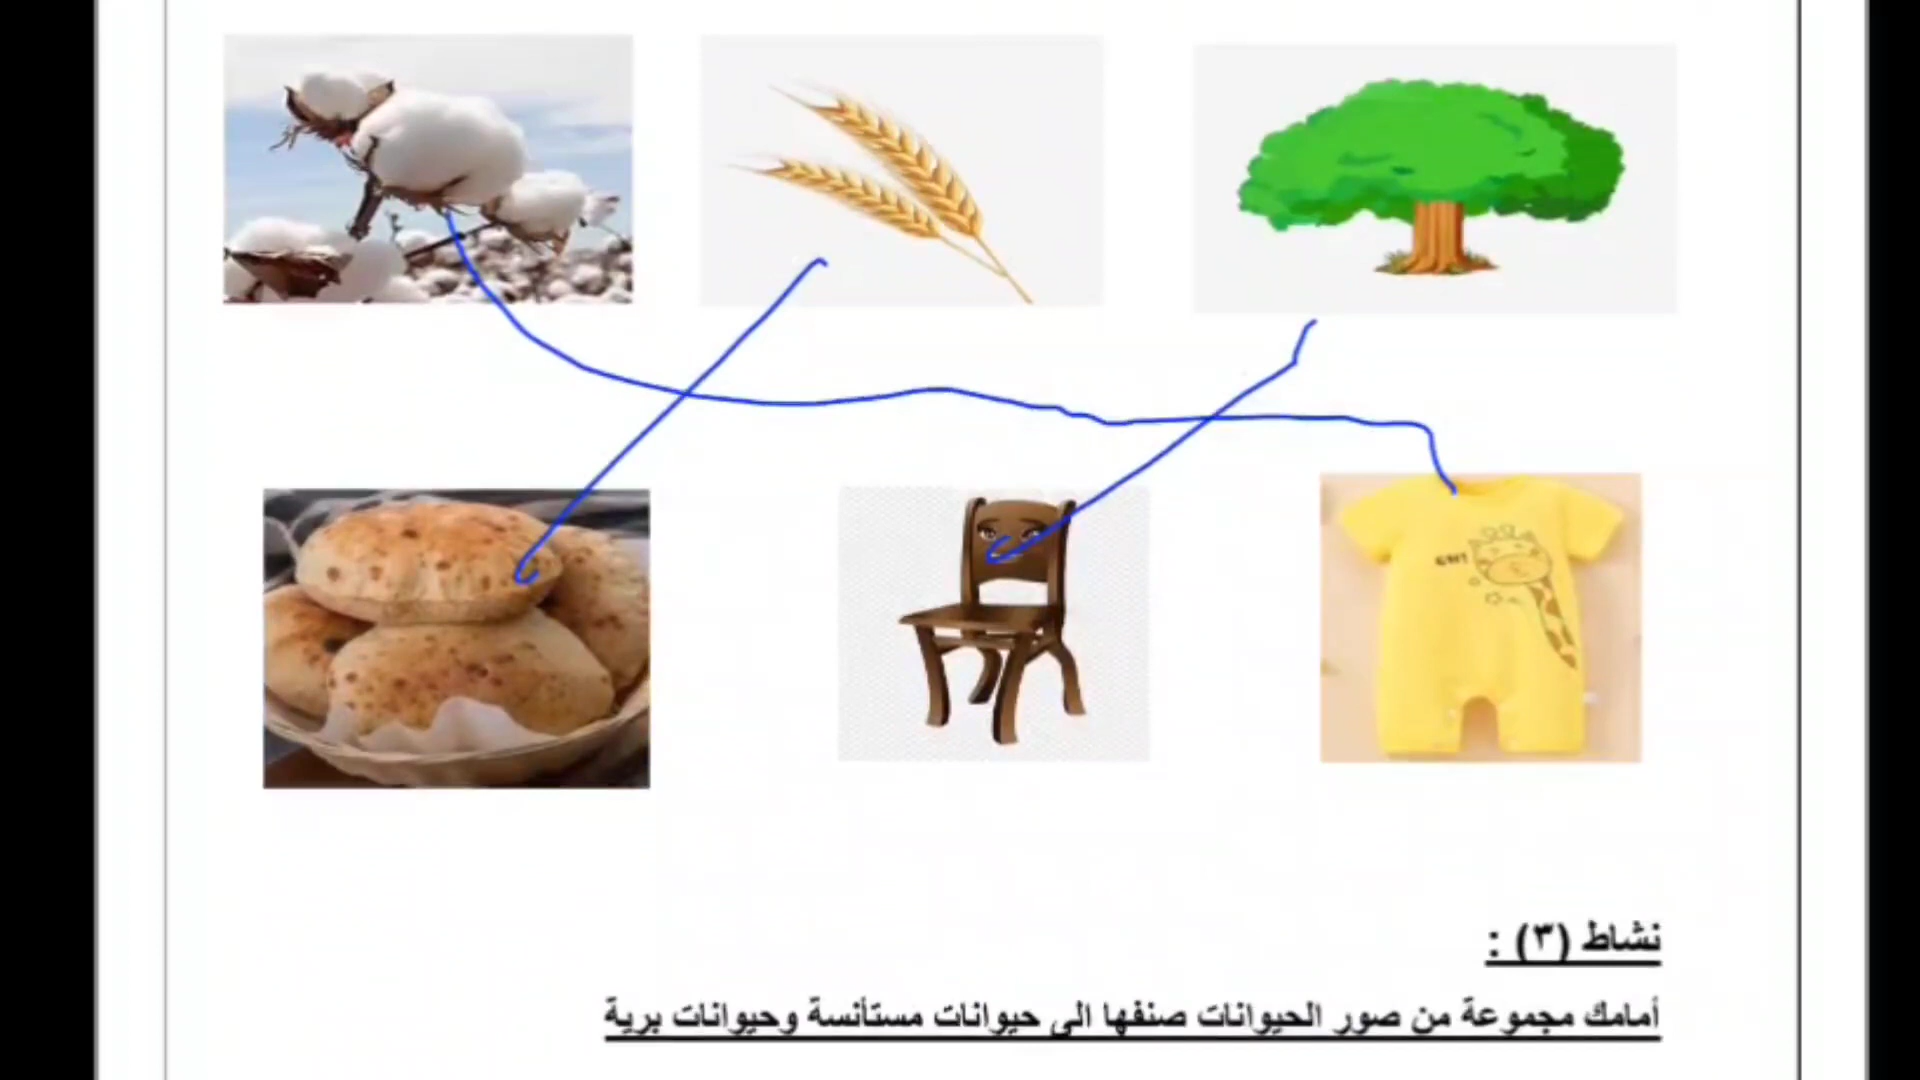 نشاط (٣) :
أمامك مجموعة من صور الحيوانات صنفها الى حيوانات مستأنسة وحيوانات برية